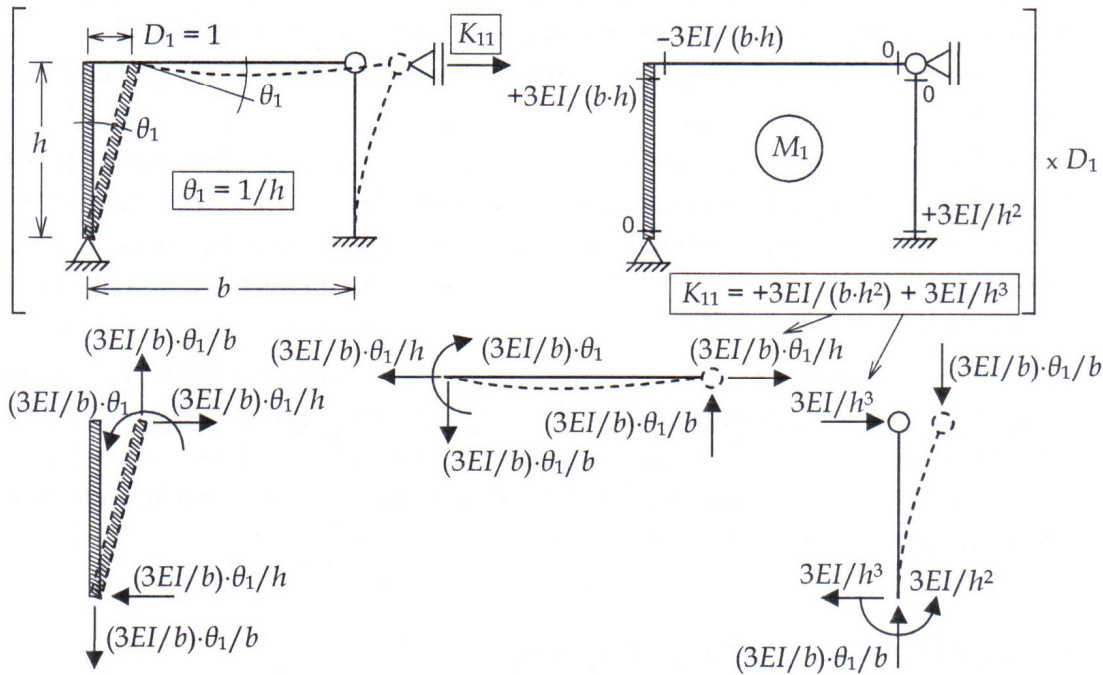 D₁ = 1
K₁₁
θ₁
θ₁
h
θ₁ = 1/h
b
–3EI/(b·h)
0
+3EI/(b·h)
0
M₁
0
+3EI/h²
x D₁
K₁₁ = +3EI/(b·h²) + 3EI/h³
(3EI/b)·θ₁/b
(3EI/b)·θ₁
(3EI/b)·θ₁/h
(3EI/b)·θ₁/h
(3EI/b)·θ₁/b
(3EI/b)·θ₁/h
(3EI/b)·θ₁
(3EI/b)·θ₁/h
(3EI/b)·θ₁/b
(3EI/b)·θ₁/b
(3EI/b)·θ₁/b
3EI/h³
3EI/h³
3EI/h²
(3EI/b)·θ₁/b